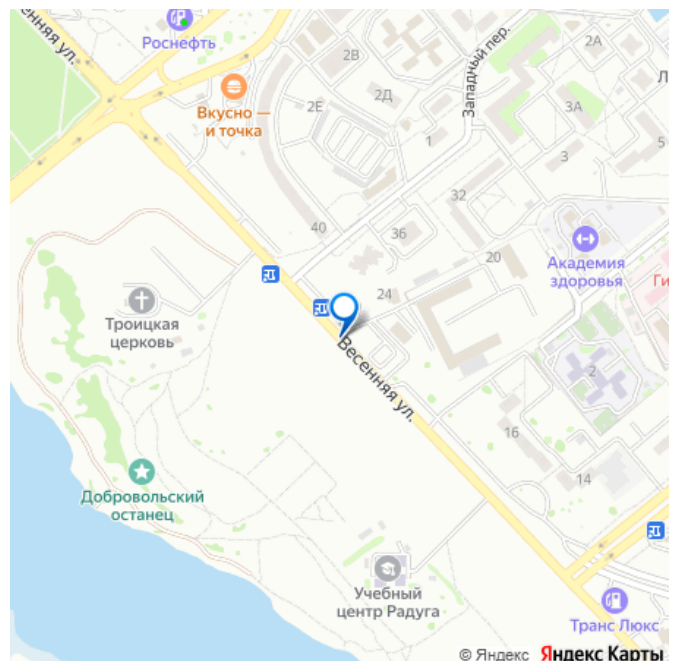 Весенняя ул.
Роснефть
2В
Западный пер.
2А
Л
Вкусно —
и точка
2Е
2Д
3А
1
3
5
32
40
36
20
Академия
здоровья
Ги
24
Троицкая
церковь
Весенняя ул.
2
16
14
Добровольский
останец
Учебный
центр Радуга
Транс Люкс
© Яндекс Яндекс Карты